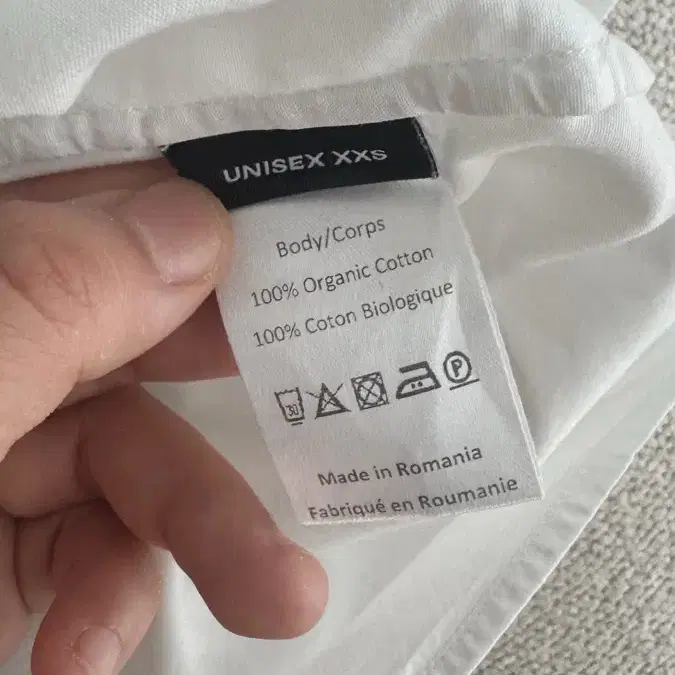 UNISEX XXS
Body/Corps
100% Organic Cotton
100% Coton Biologique
30 P
Made in Romania
Fabriqué en Roumanie